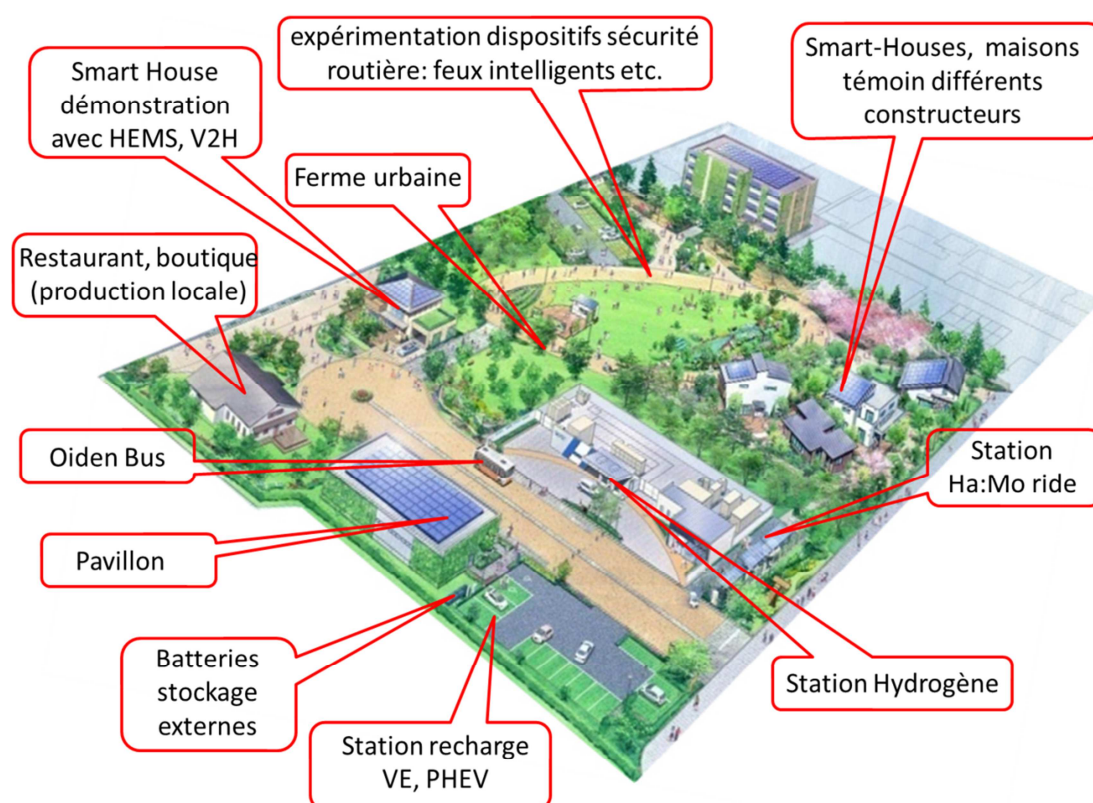 expérimentation dispositifs sécurité
routière: feux intelligents etc.
Smart House
démonstration
avec HEMS, V2H
Smart-Houses, maisons
témoin différents
constructeurs
Ferme urbaine
Restaurant, boutique
(production locale)
Oiden Bus
Station
Ha:Mo ride
Pavillon
Batteries
stockage
externes
Station Hydrogène
Station recharge
VE, PHEV